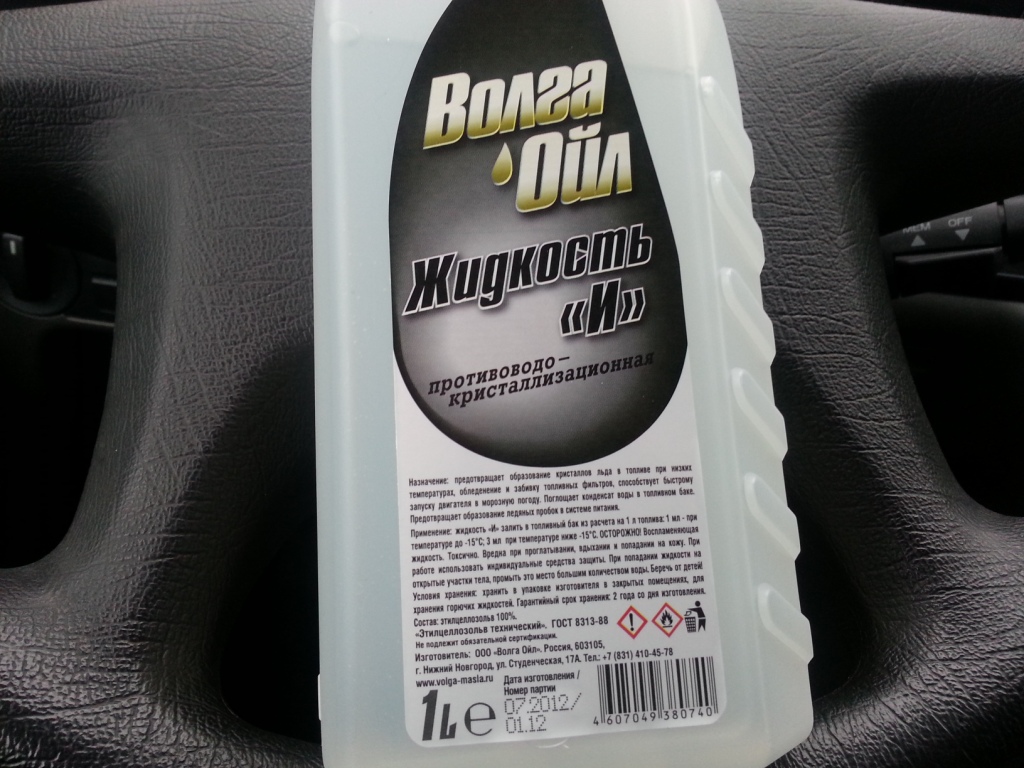 Волга
Ойл
Жидкость
«И»
противоводо-
кристаллизационная
Назначение: предотвращает образование кристаллов льда в топливе при низких
температурах, обледенение и забивку топливных фильтров, способствует быстрому
запуску двигателя в морозную погоду. Поглощает конденсат воды в топливном баке.
Предотвращает образование ледяных пробок в системе питания.
Применение: жидкость «И» залить в топливный бак из расчета на 1 л топлива: 1 мл - при
температуре до -15°С; 3 мл при температуре ниже -15°С. ОСТОРОЖНО! Воспламеняющая
жидкость. Токсично. Вредна при проглатывании, вдыхании и попадании на кожу. При
работе использовать индивидуальные средства защиты. При попадании жидкости на
открытые участки тела, промыть это место большим количеством воды. Беречь от детей!
Условия хранения: хранить в упаковке изготовителя в закрытых помещениях, для
хранения горючих жидкостей. Гарантийный срок хранения: 2 года со дня изготовления.
Состав: этилцеллозольв 100%.
«Этилцеллозольв технический». ГОСТ 8313-88
Не подлежит обязательной сертификации.
Изготовитель: ООО «Волга Ойл». Россия, 603105,
г. Нижний Новгород, ул. Студенческая, 17А. Тел.: +7 (831) 410-45-78
www.volga-masla.ru
Дата изготовления /
Номер партии
07.2012/
01.12
1L e
4 607049 380740
MEM OFF